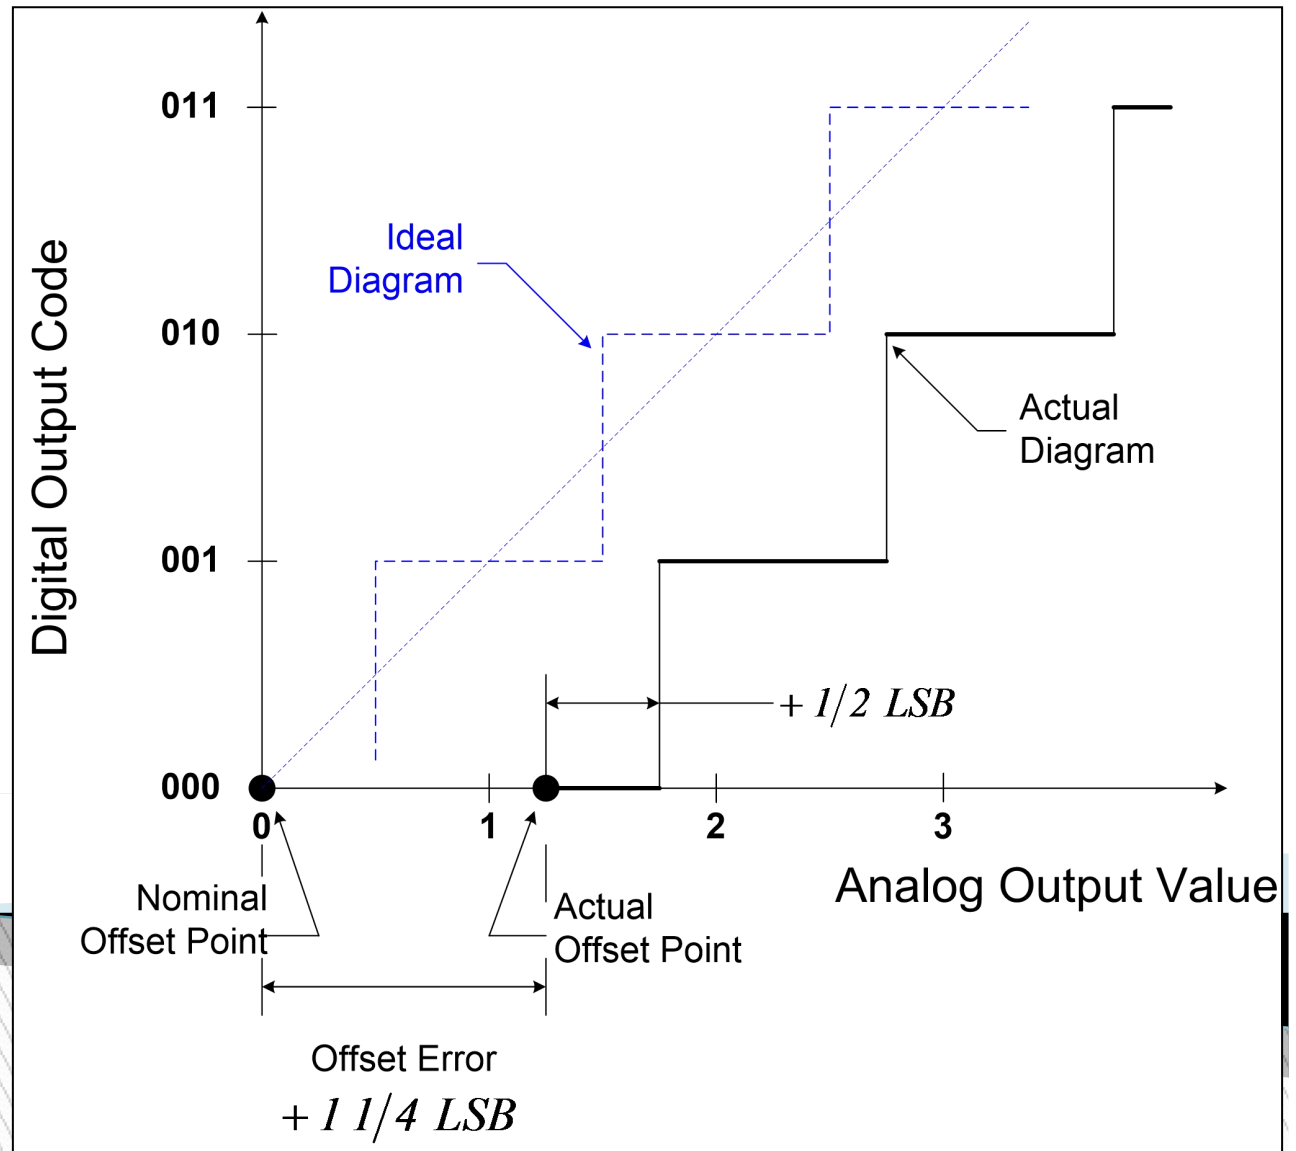 011
Ideal
Diagram
Digital Output Code
010
Actual
Diagram
001
+ 1/2 LSB
000
0
1
2
3
Analog Output Value
Nominal
Offset Point
Actual
Offset Point
Offset Error
+ 1 1/4 LSB